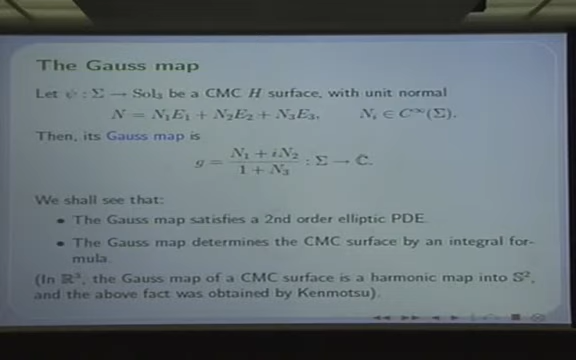 The Gauss map
Let ψ : Σ → Sol₃ be a CMC H surface, with unit normal
N = N₁E₁ + N₂E₂ + N₃E₃, Nᵢ ∈ C^∞(Σ).
Then, its Gauss map is
g = (N₁ + iN₂)/(1 + N₃) : Σ → ℂ̄.
We shall see that:
• The Gauss map satisfies a 2nd order elliptic PDE.
• The Gauss map determines the CMC surface by an integral for-
mula.
(In ℝ³, the Gauss map of a CMC surface is a harmonic map into 𝕊²,
and the above fact was obtained by Kenmotsu).